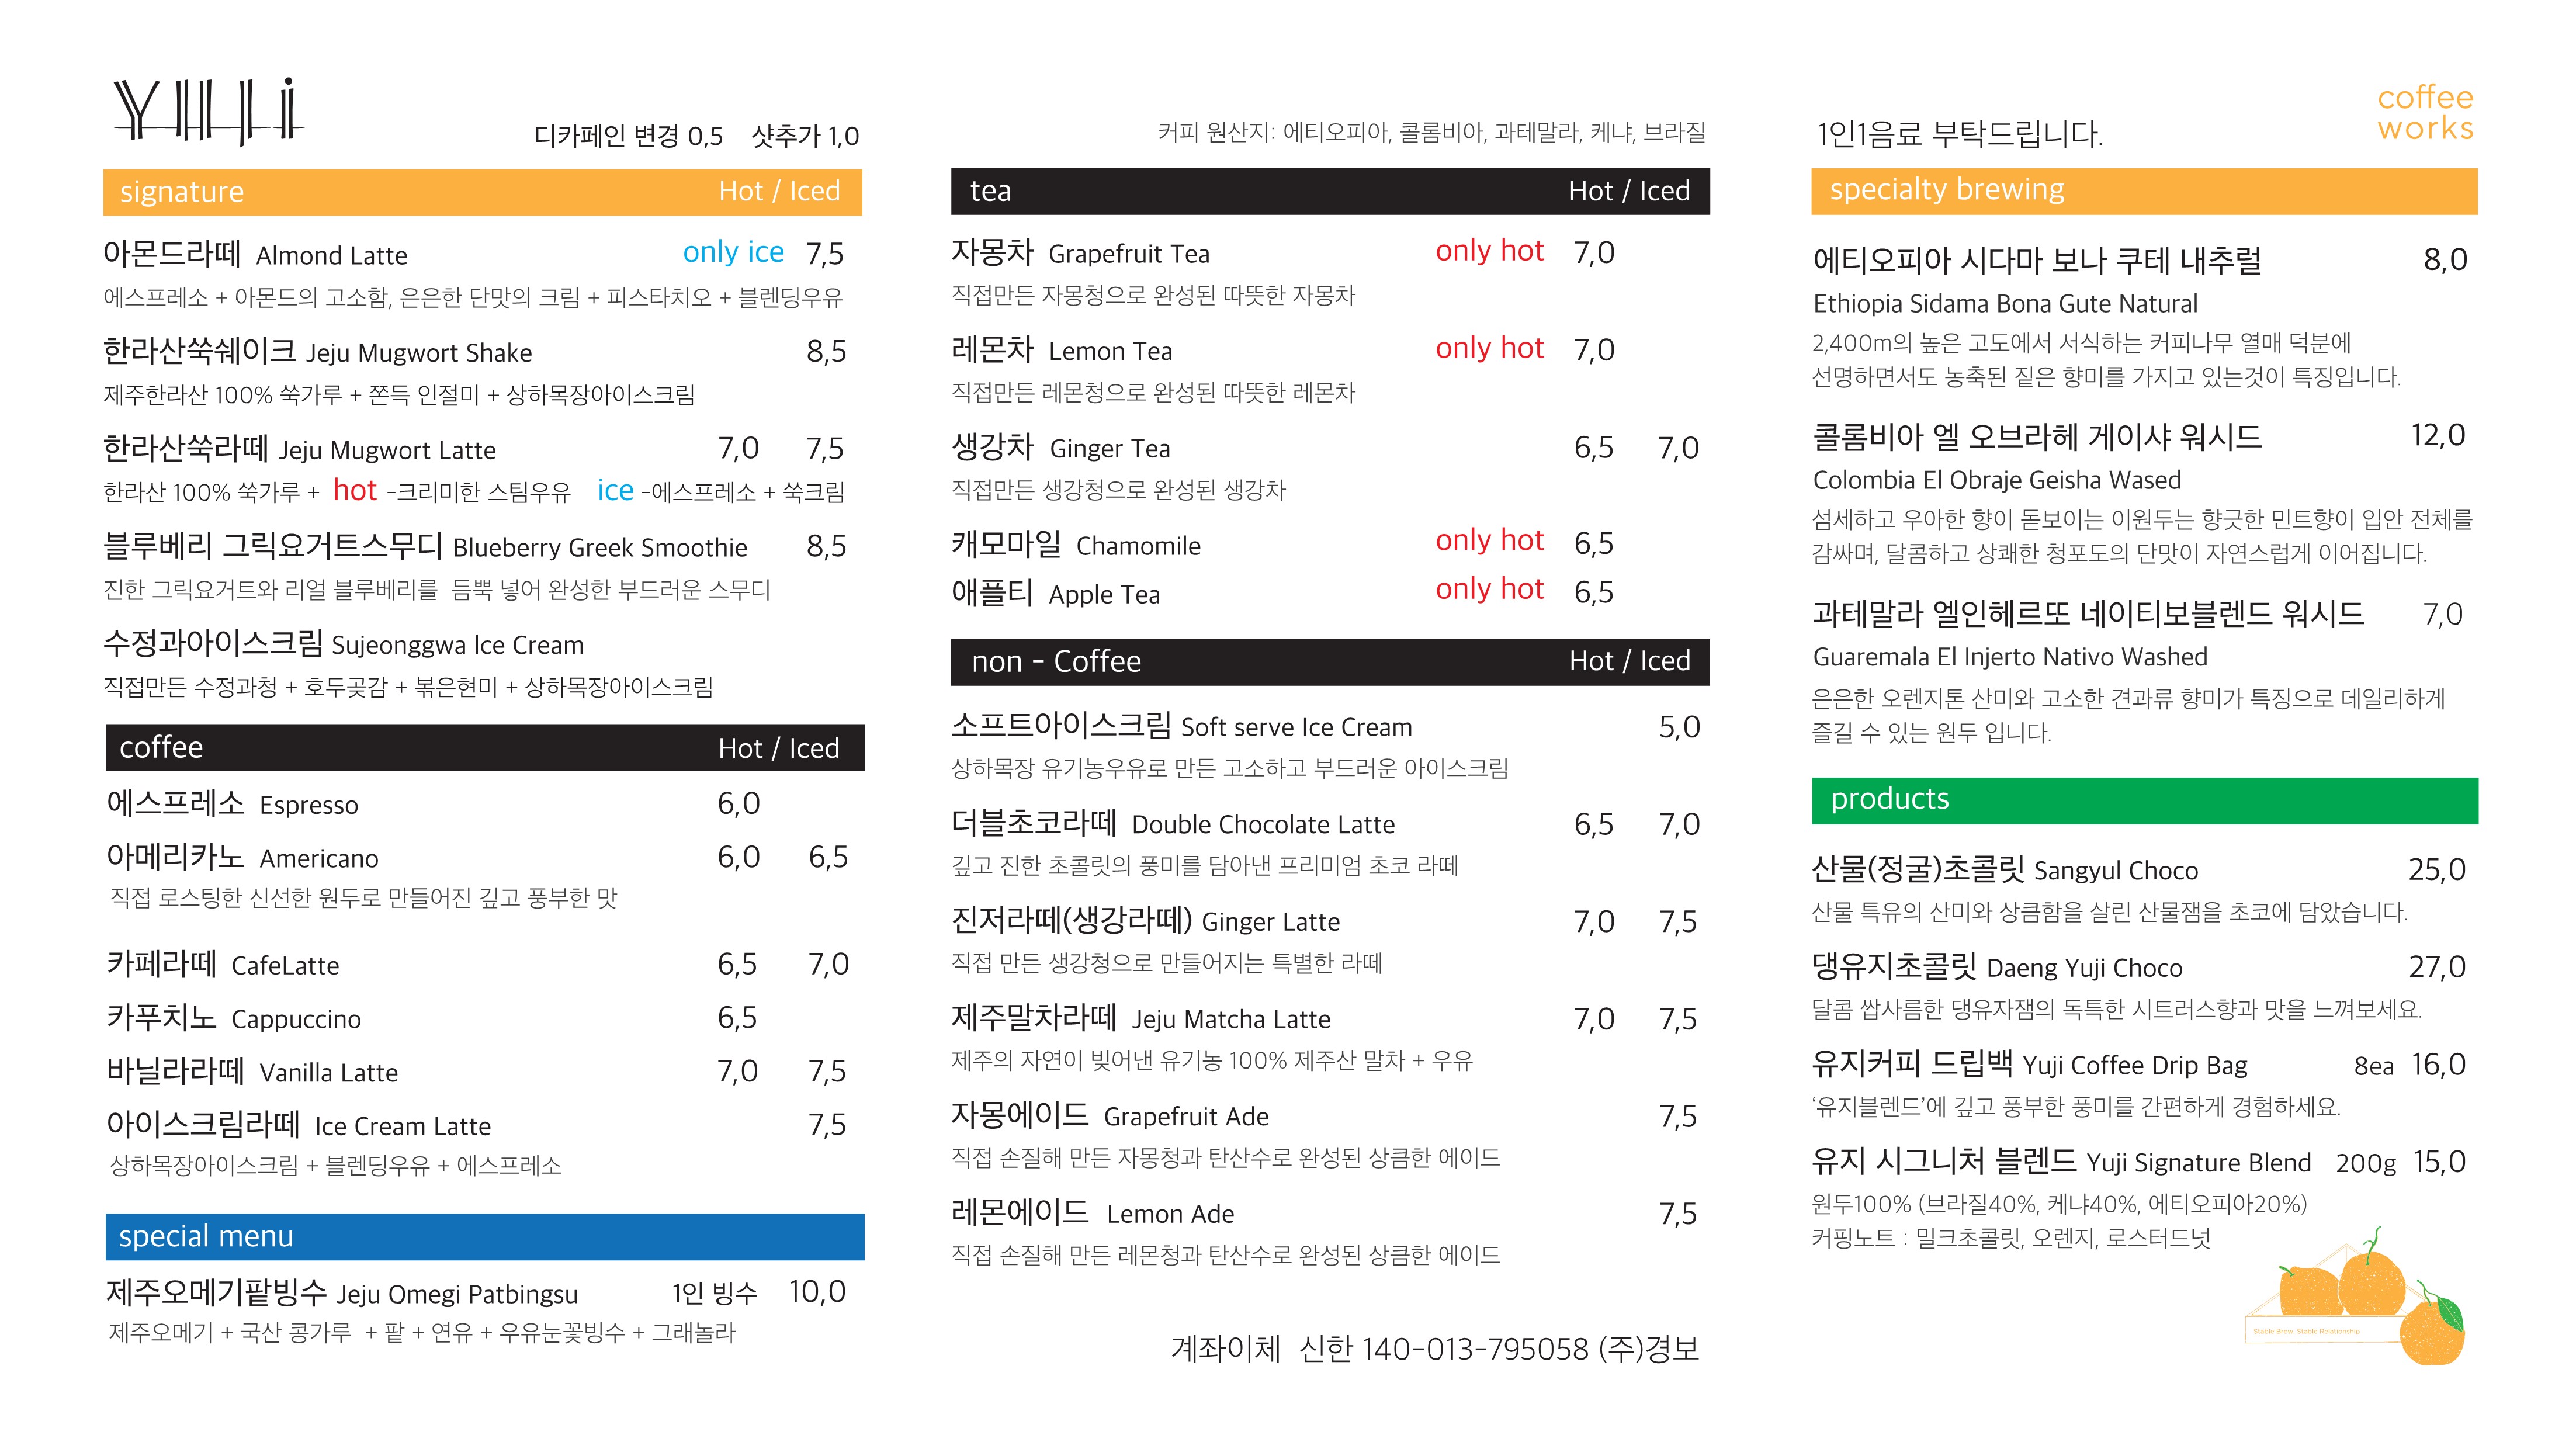 Yuji
디카페인 변경 0,5 샷추가 1,0
signature Hot / Iced
아몬드라떼 Almond Latte only ice 7,5
에스프레소 + 아몬드의 고소함, 은은한 단맛의 크림 + 피스타치오 + 블렌딩우유
한라산쑥쉐이크 Jeju Mugwort Shake 8,5
제주한라산 100% 쑥가루 + 쫀득 인절미 + 상하목장아이스크림
한라산쑥라떼 Jeju Mugwort Latte 7,0 7,5
한라산 100% 쑥가루 + hot -크리미한 스팀우유 ice -에스프레소 + 쑥크림
블루베리 그릭요거트스무디 Blueberry Greek Smoothie 8,5
진한 그릭요거트와 리얼 블루베리를 듬뿍 넣어 완성한 부드러운 스무디
수정과아이스크림 Sujeonggwa Ice Cream
직접만든 수정과청 + 호두곶감 + 볶은현미 + 상하목장아이스크림
coffee Hot / Iced
에스프레소 Espresso 6,0
아메리카노 Americano 6,0 6,5
직접 로스팅한 신선한 원두로 만들어진 깊고 풍부한 맛
카페라떼 CafeLatte 6,5 7,0
카푸치노 Cappuccino 6,5
바닐라라떼 Vanilla Latte 7,0 7,5
아이스크림라떼 Ice Cream Latte 7,5
상하목장아이스크림 + 블렌딩우유 + 에스프레소
special menu
제주오메기팥빙수 Jeju Omegi Patbingsu 1인 빙수 10,0
제주오메기 + 국산 콩가루 + 팥 + 연유 + 우유눈꽃빙수 + 그래놀라
커피 원산지: 에티오피아, 콜롬비아, 과테말라, 케냐, 브라질
tea Hot / Iced
자몽차 Grapefruit Tea only hot 7,0
직접만든 자몽청으로 완성된 따뜻한 자몽차
레몬차 Lemon Tea only hot 7,0
직접만든 레몬청으로 완성된 따뜻한 레몬차
생강차 Ginger Tea 6,5 7,0
직접만든 생강청으로 완성된 생강차
캐모마일 Chamomile only hot 6,5
애플티 Apple Tea only hot 6,5
non - Coffee Hot / Iced
소프트아이스크림 Soft serve Ice Cream 5,0
상하목장 유기농우유로 만든 고소하고 부드러운 아이스크림
더블초코라떼 Double Chocolate Latte 6,5 7,0
깊고 진한 초콜릿의 풍미를 담아낸 프리미엄 초코 라떼
진저라떼(생강라떼) Ginger Latte 7,0 7,5
직접 만든 생강청으로 만들어지는 특별한 라떼
제주말차라떼 Jeju Matcha Latte 7,0 7,5
제주의 자연이 빚어낸 유기농 100% 제주산 말차 + 우유
자몽에이드 Grapefruit Ade 7,5
직접 손질해 만든 자몽청과 탄산수로 완성된 상큼한 에이드
레몬에이드 Lemon Ade 7,5
직접 손질해 만든 레몬청과 탄산수로 완성된 상큼한 에이드
계좌이체 신한 140-013-795058 (주)경보
1인1음료 부탁드립니다.
coffee
works
specialty brewing
에티오피아 시다마 보나 쿠테 내추럴 8,0
Ethiopia Sidama Bona Gute Natural
2,400m의 높은 고도에서 서식하는 커피나무 열매 덕분에
선명하면서도 농축된 짙은 향미를 가지고 있는것이 특징입니다.
콜롬비아 엘 오브라헤 게이샤 워시드 12,0
Colombia El Obraje Geisha Wased
섬세하고 우아한 향이 돋보이는 이원두는 향긋한 민트향이 입안 전체를
감싸며, 달콤하고 상쾌한 청포도의 단맛이 자연스럽게 이어집니다.
과테말라 엘인헤르또 네이티보블렌드 워시드 7,0
Guaremala El Injerto Nativo Washed
은은한 오렌지톤 산미와 고소한 견과류 향미가 특징으로 데일리하게
즐길 수 있는 원두 입니다.
products
산물(정귤)초콜릿 Sangyul Choco 25,0
산물 특유의 산미와 상큼함을 살린 산물잼을 초코에 담았습니다.
댕유지초콜릿 Daeng Yuji Choco 27,0
달콤 쌉사름한 댕유자잼의 독특한 시트러스향과 맛을 느껴보세요.
유지커피 드립백 Yuji Coffee Drip Bag 8ea 16,0
‘유지블렌드’에 깊고 풍부한 풍미를 간편하게 경험하세요.
유지 시그니처 블렌드 Yuji Signature Blend 200g 15,0
원두100% (브라질40%, 케냐40%, 에티오피아20%)
커핑노트 : 밀크초콜릿, 오렌지, 로스터드넛
Stable Brew, Stable Relationship